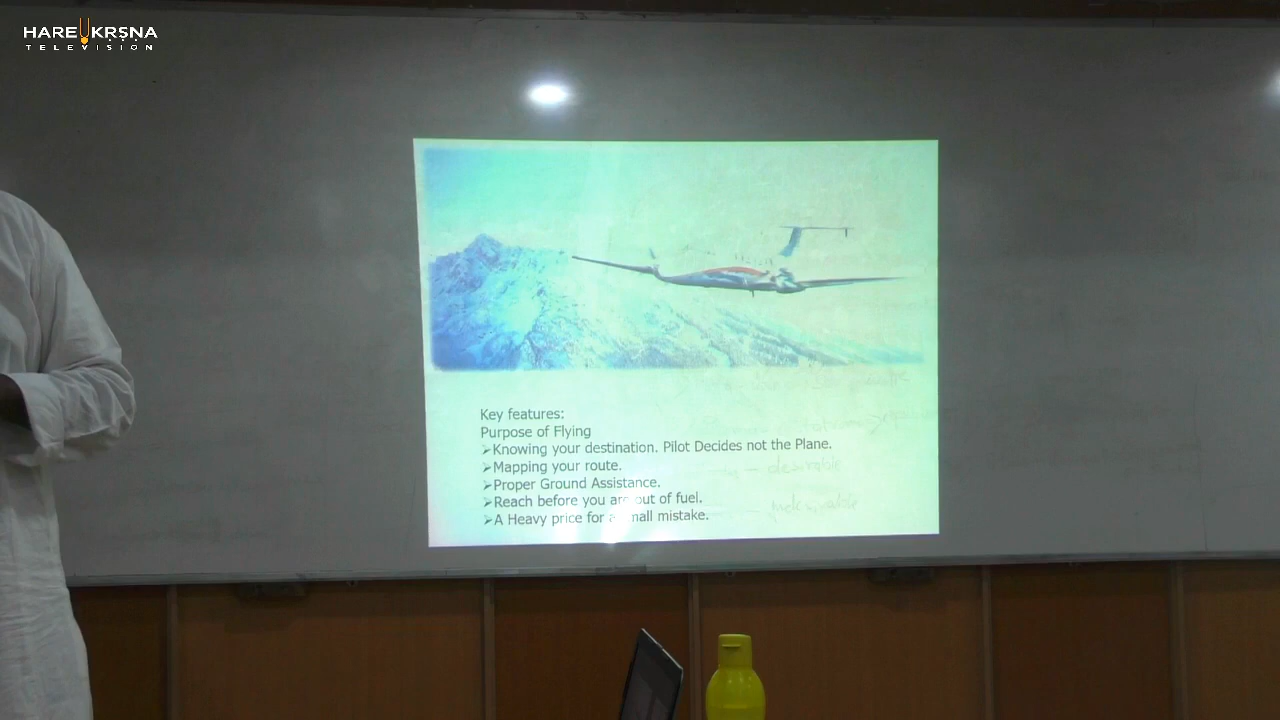 HARE KRSNA
TELEVISION
Key features:
Purpose of Flying
➢Knowing your destination. Pilot Decides not the Plane.
➢Mapping your route.
➢Proper Ground Assistance.
➢Reach before you are out of fuel.
➢A Heavy price for a small mistake.
desirable